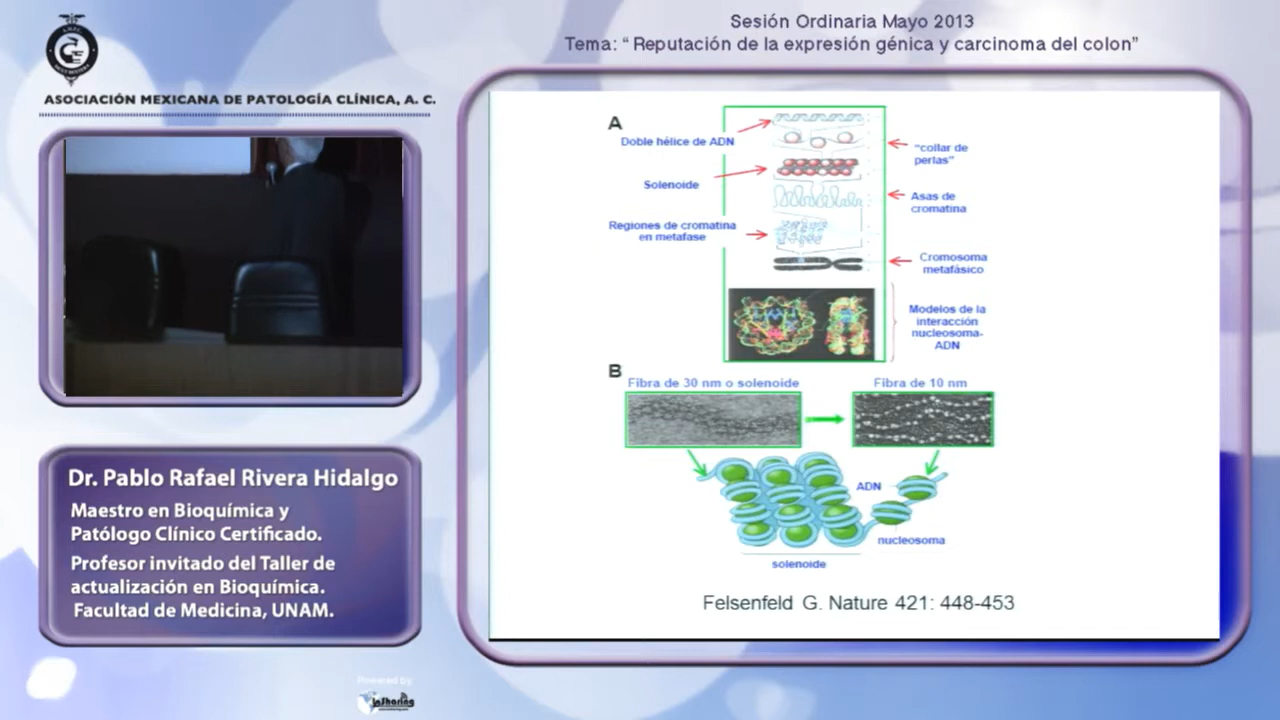 Sesión Ordinaria Mayo 2013
Tema: “ Reputación de la expresión génica y carcinoma del colon”
ASOCIACIÓN MEXICANA DE PATOLOGÍA CLÍNICA, A. C.
A
Doble hélice de ADN
“collar de
perlas”
Solenoide
Asas de
cromatina
Regiones de cromatina
en metafase
Cromosoma
metafásico
Modelos de la
interacción
nucleosoma-
ADN
B
Fibra de 30 nm o solenoide
Fibra de 10 nm
ADN
nucleosoma
solenoide
Felsenfeld G. Nature 421: 448-453
Dr. Pablo Rafael Rivera Hidalgo
Maestro en Bioquímica y
Patólogo Clínico Certificado.
Profesor invitado del Taller de
actualización en Bioquímica.
Facultad de Medicina, UNAM.
Powered by:
InSharing